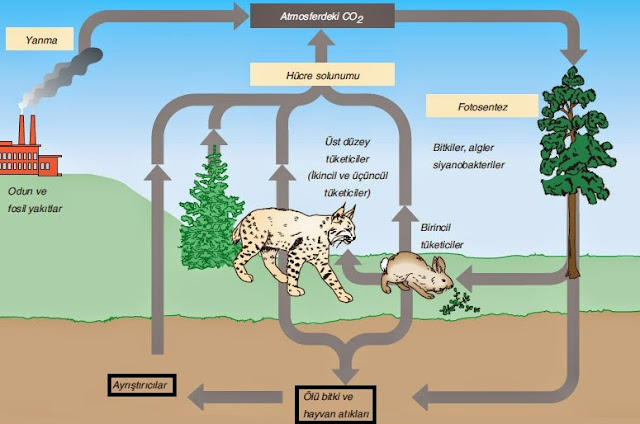 Atmosferdeki CO2
Yanma
Hücre solunumu
Fotosentez
Üst düzey
tüketiciler
(İkincil ve üçüncül
tüketiciler)
Bitkiler, algler
siyanobakteriler
Odun ve
fosil yakıtlar
Birincil
tüketiciler
Ayrıştırıcılar
Ölü bitki ve
hayvan atıkları